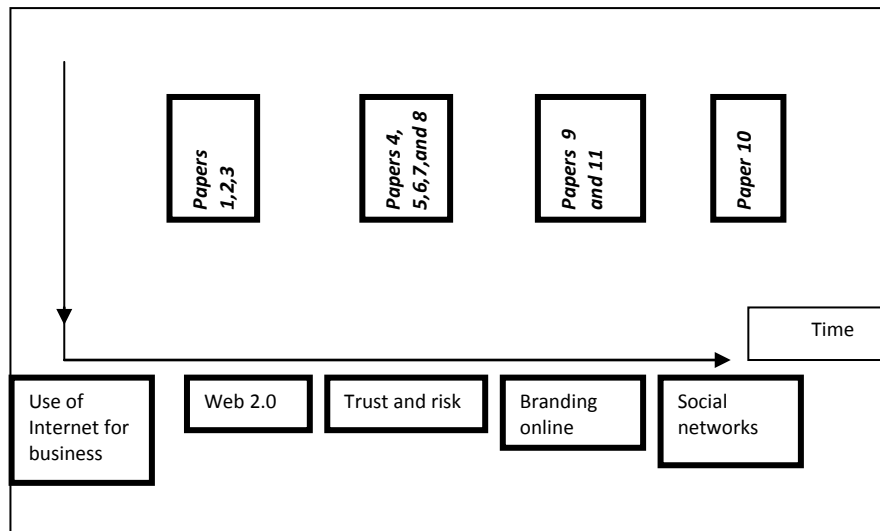 Papers
1,2,3
Papers 4,
5,6,7,and 8
Papers 9
and 11
Paper 10
Time
Use of
Internet for
business
Web 2.0
Trust and risk
Branding
online
Social
networks